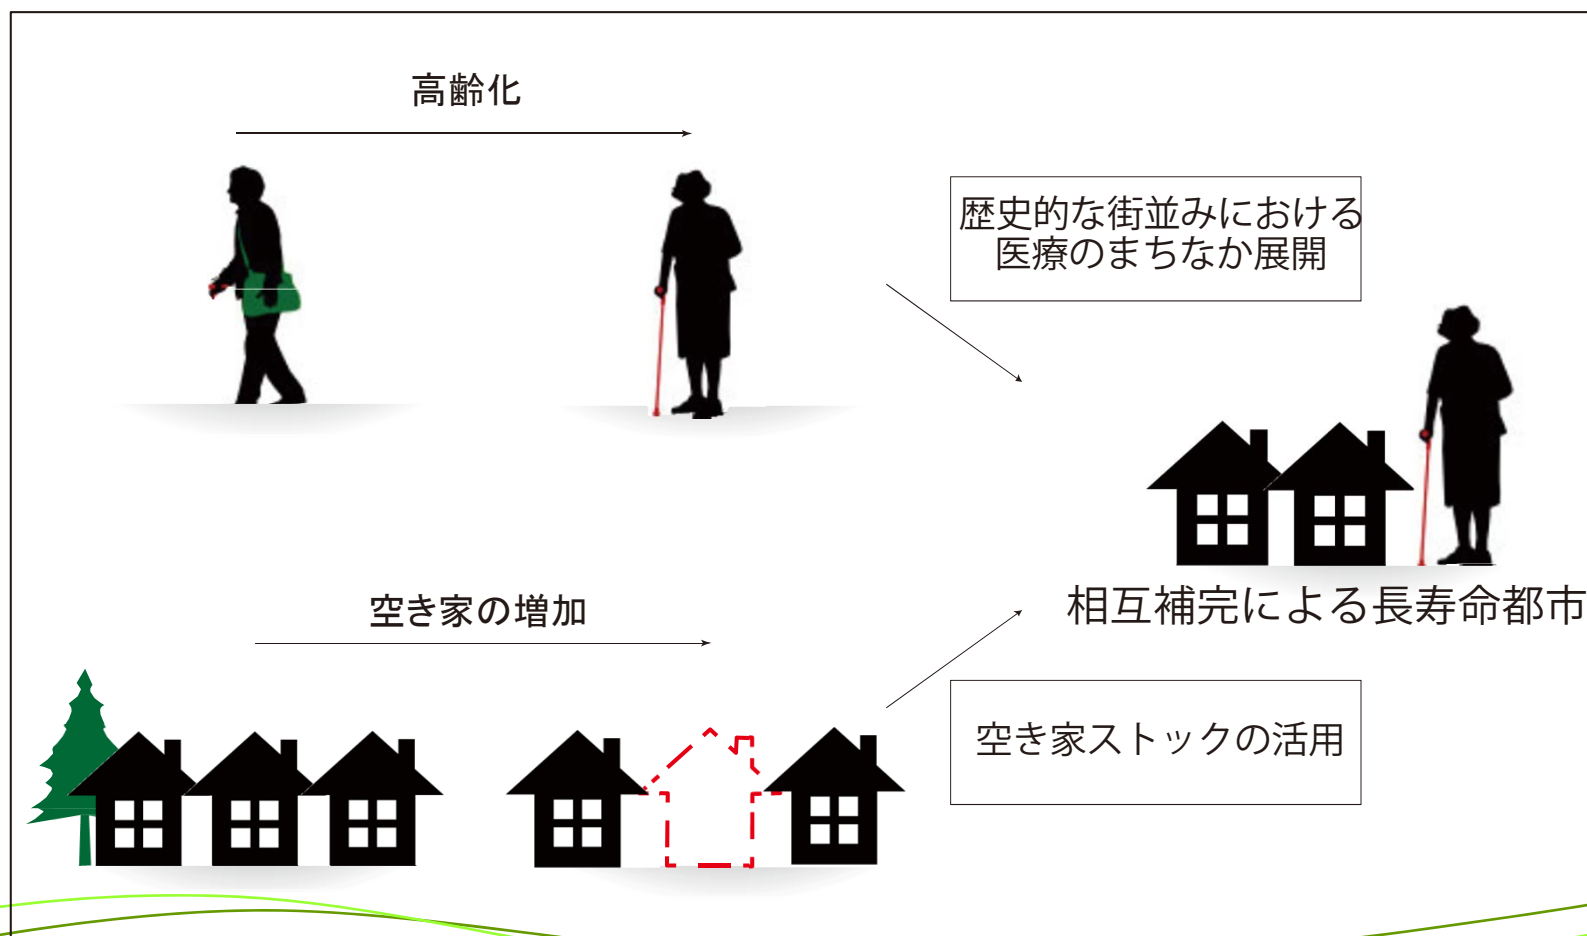 高齢化
歴史的な街並みにおける
医療のまちなか展開
相互補完による長寿命都市
空き家の増加
空き家ストックの活用